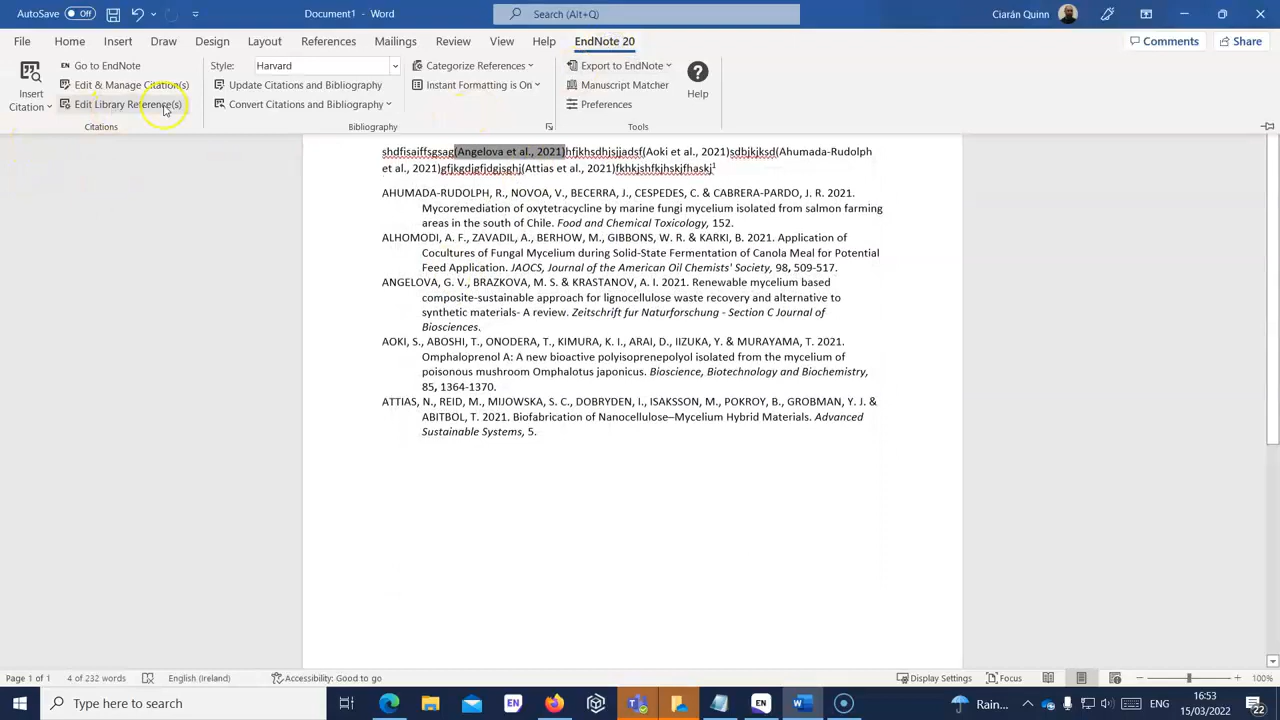 AutoSave Off
Document1 - Word
Search (Alt+Q)
Ciarán Quinn
File Home Insert Draw Design Layout References Mailings Review View Help EndNote 20
Comments Share
Insert
Citation
Go to EndNote
Edit & Manage Citation(s)
Edit Library Reference(s)
Citations
Style: Harvard
Update Citations and Bibliography
Convert Citations and Bibliography
Categorize References
Instant Formatting is On
Bibliography
Export to EndNote
Manuscript Matcher
Preferences
Help
Tools
shdfisaiffsgsag(Angelova et al., 2021)hfjkhsdhjsjjadsf(Aoki et al., 2021)sdbjkjksd(Ahumada-Rudolph
et al., 2021)gfjkgdjgfjdgjsghj(Attias et al., 2021)fkhkjshfkjhskjfhaskj1
AHUMADA-RUDOLPH, R., NOVOA, V., BECERRA, J., CESPEDES, C. & CABRERA-PARDO, J. R. 2021.
Mycoremediation of oxytetracycline by marine fungi mycelium isolated from salmon farming
areas in the south of Chile. Food and Chemical Toxicology, 152.
ALHOMODI, A. F., ZAVADIL, A., BERHOW, M., GIBBONS, W. R. & KARKI, B. 2021. Application of
Cocultures of Fungal Mycelium during Solid-State Fermentation of Canola Meal for Potential
Feed Application. JAOCS, Journal of the American Oil Chemists' Society, 98, 509-517.
ANGELOVA, G. V., BRAZKOVA, M. S. & KRASTANOV, A. I. 2021. Renewable mycelium based
composite-sustainable approach for lignocellulose waste recovery and alternative to
synthetic materials- A review. Zeitschrift fur Naturforschung - Section C Journal of
Biosciences.
AOKI, S., ABOSHI, T., ONODERA, T., KIMURA, K. I., ARAI, D., IIZUKA, Y. & MURAYAMA, T. 2021.
Omphaloprenol A: A new bioactive polyisoprenepolyol isolated from the mycelium of
poisonous mushroom Omphalotus japonicus. Bioscience, Biotechnology and Biochemistry,
85, 1364-1370.
ATTIAS, N., REID, M., MIJOWSKA, S. C., DOBRYDEN, I., ISAKSSON, M., POKROY, B., GROBMAN, Y. J. &
ABITBOL, T. 2021. Biofabrication of Nanocellulose–Mycelium Hybrid Materials. Advanced
Sustainable Systems, 5.
Page 1 of 1 4 of 232 words English (Ireland) Accessibility: Good to go Display Settings Focus 100%
Type here to search
EN
EN
Rain...
16:53
15/03/2022
22